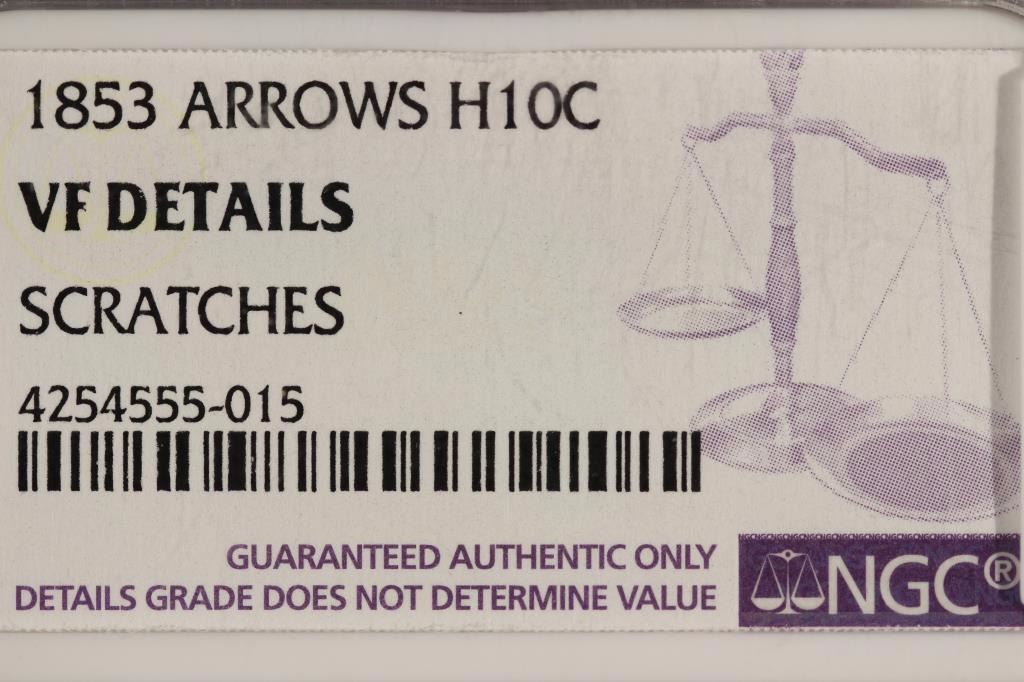 1853 ARROWS H10C
VF DETAILS
SCRATCHES
4254555-015
GUARANTEED AUTHENTIC ONLY
DETAILS GRADE DOES NOT DETERMINE VALUE
NGC®